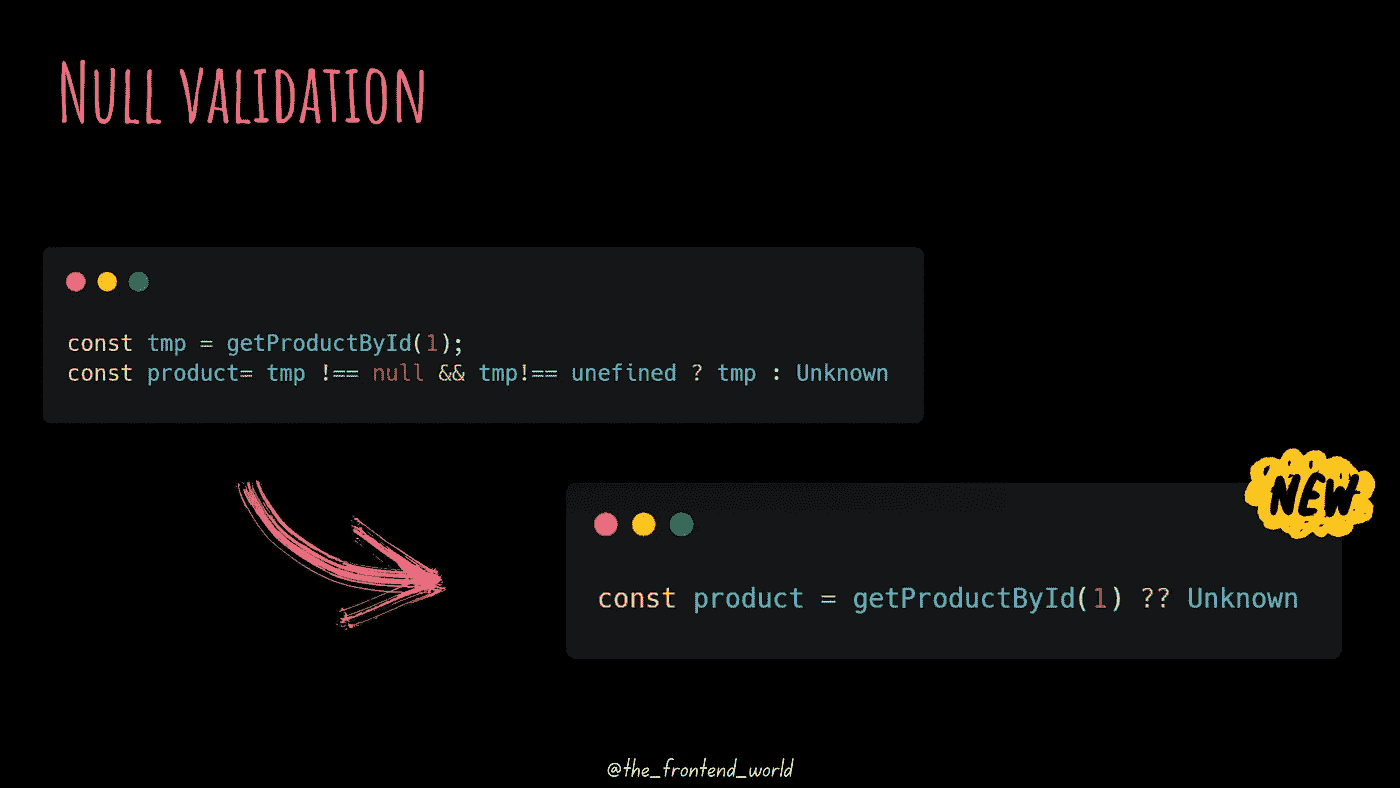 Null validation
const tmp = getProductById(1);
const product= tmp !== null && tmp!== unefined ? tmp : Unknown
NEW
const product = getProductById(1) ?? Unknown
@the_frontend_world